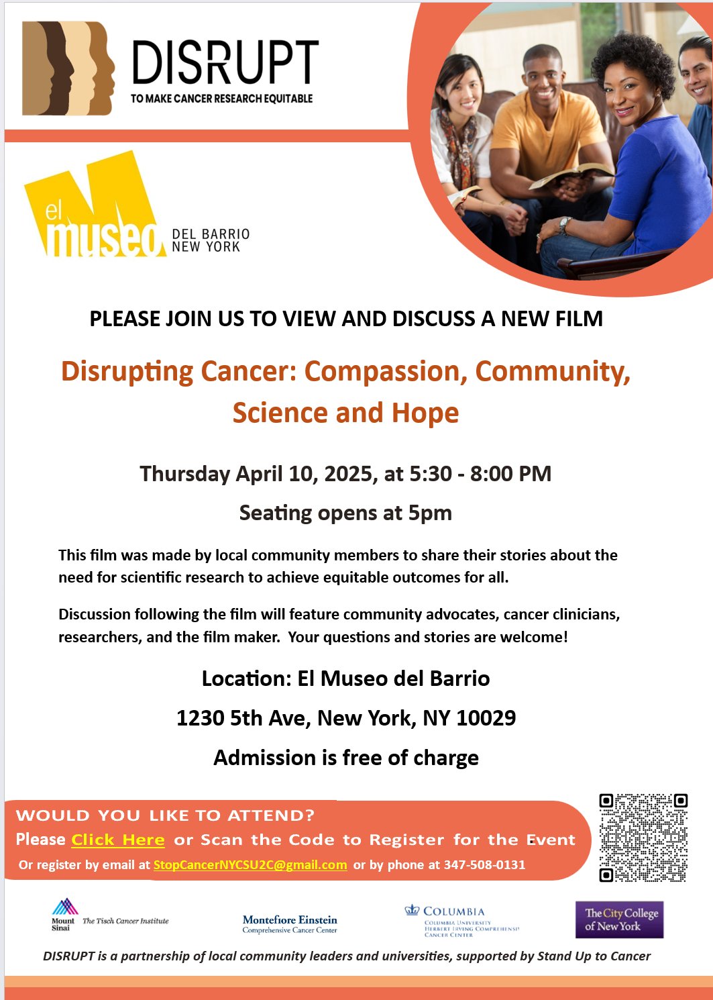 DISRUPT
TO MAKE CANCER RESEARCH EQUITABLE
el
museo
DEL BARRIO
NEW YORK
PLEASE JOIN US TO VIEW AND DISCUSS A NEW FILM
Disrupting Cancer: Compassion, Community,
Science and Hope
Thursday April 10, 2025, at 5:30 - 8:00 PM
Seating opens at 5pm
This film was made by local community members to share their stories about the
need for scientific research to achieve equitable outcomes for all.
Discussion following the film will feature community advocates, cancer clinicians,
researchers, and the film maker.  Your questions and stories are welcome!
Location: El Museo del Barrio
1230 5th Ave, New York, NY 10029
Admission is free of charge
WOULD YOU LIKE TO ATTEND?
Please Click Here or Scan the Code to Register for the Event
Or register by email at StopCancerNYCSU2C@gmail.com or by phone at 347-508-0131
Mount
Sinai
The Tisch Cancer Institute
Montefiore Einstein
Comprehensive Cancer Center
COLUMBIA
COLUMBIA UNIVERSITY
HERBERT IRVING COMPREHENSIV
CANCER CENTER
The City College
of New York
DISRUPT is a partnership of local community leaders and universities, supported by Stand Up to Cancer